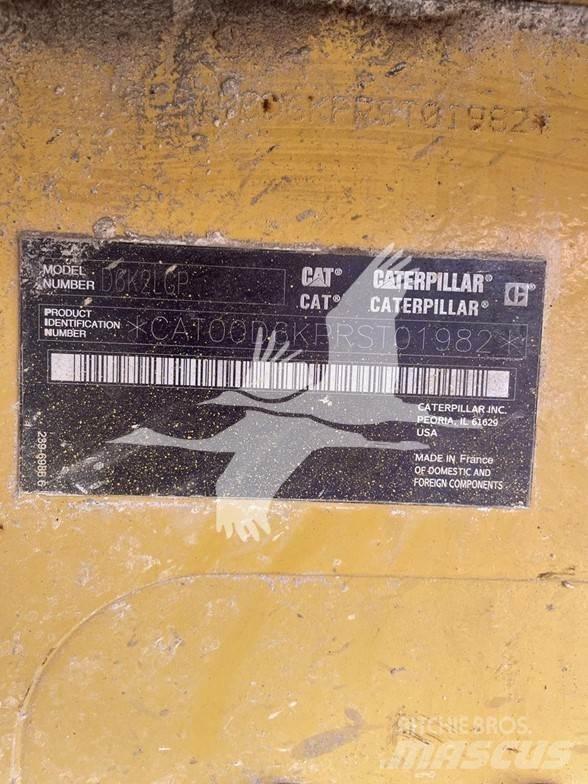 CD6KPRST01982*
MODEL
NUMBER D6K2LGP CAT® CATERPILLAR®
CAT® CATERPILLAR®
PRODUCT
IDENTIFICATION
NUMBER *CAT00D6KPRST01982*
CATERPILLAR INC.
PEORIA, IL 61629
USA
MADE IN France
OF DOMESTIC AND
FOREIGN COMPONENTS
RITCHIE BROS.
MASCUS